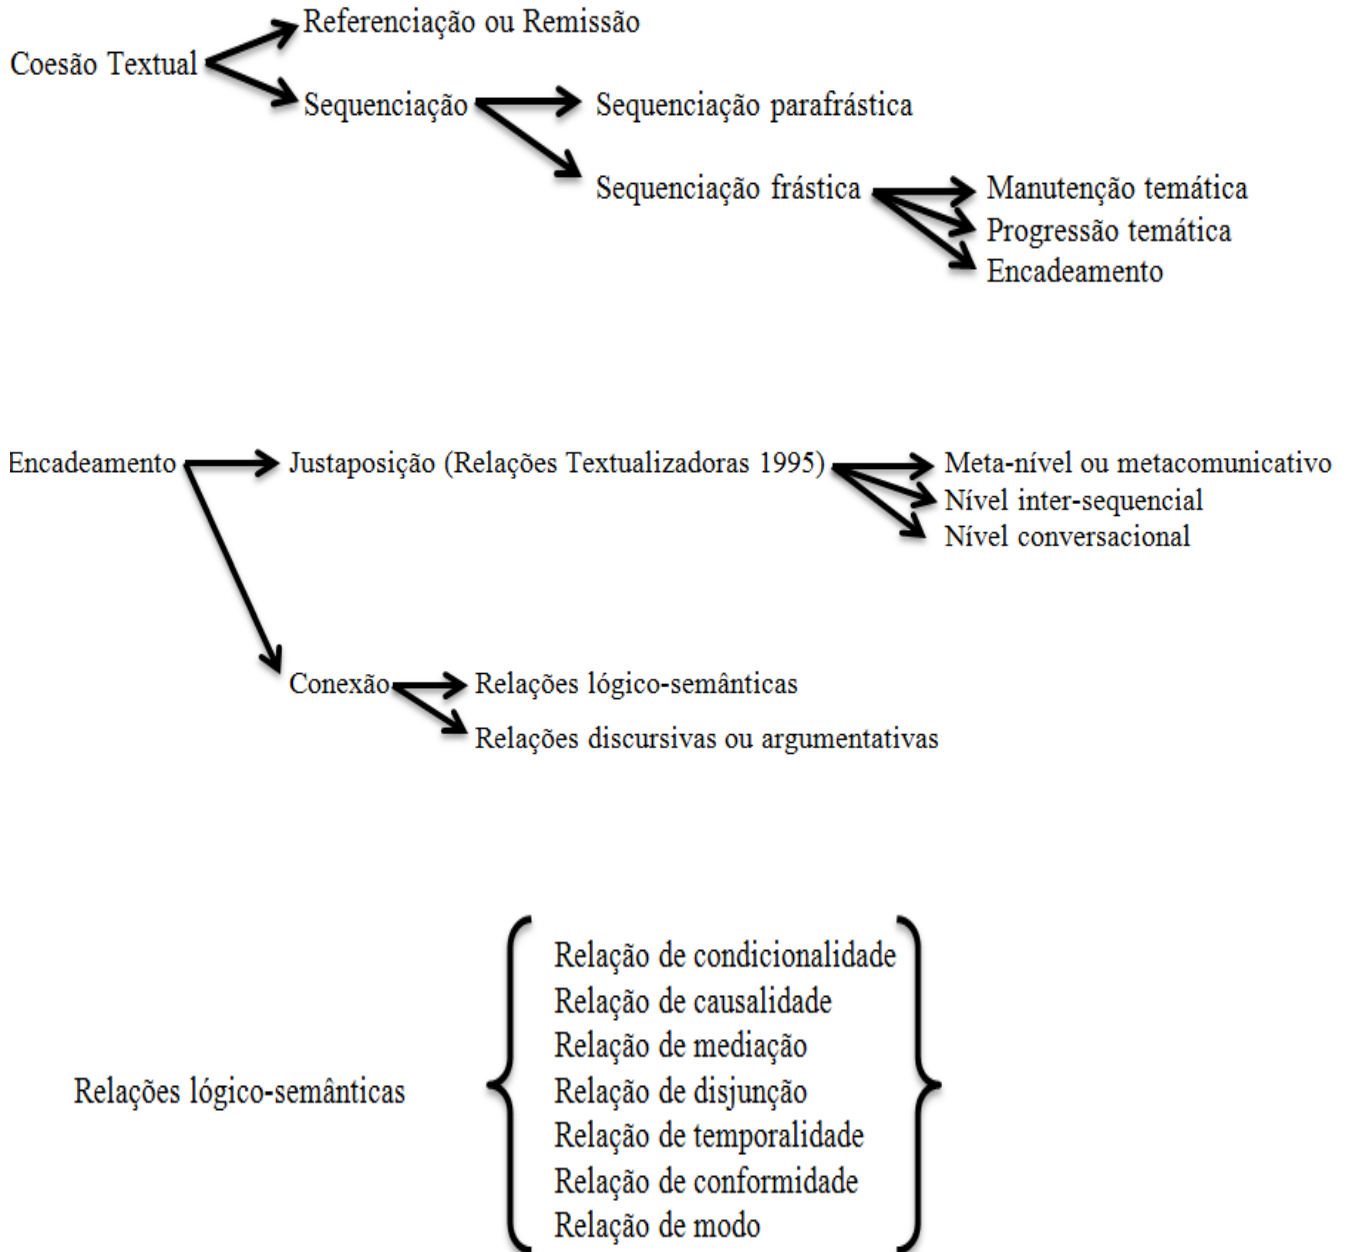 Referenciação ou Remissão
Coesão Textual
Sequenciação
Sequenciação parafrástica
Sequenciação frástica
Manutenção temática
Progressão temática
Encadeamento
Encadeamento
Justaposição (Relações Textualizadoras 1995)
Meta-nível ou metacomunicativo
Nível inter-sequencial
Nível conversacional
Conexão
Relações lógico-semânticas
Relações discursivas ou argumentativas
Relações lógico-semânticas
Relação de condicionalidade
Relação de causalidade
Relação de mediação
Relação de disjunção
Relação de temporalidade
Relação de conformidade
Relação de modo